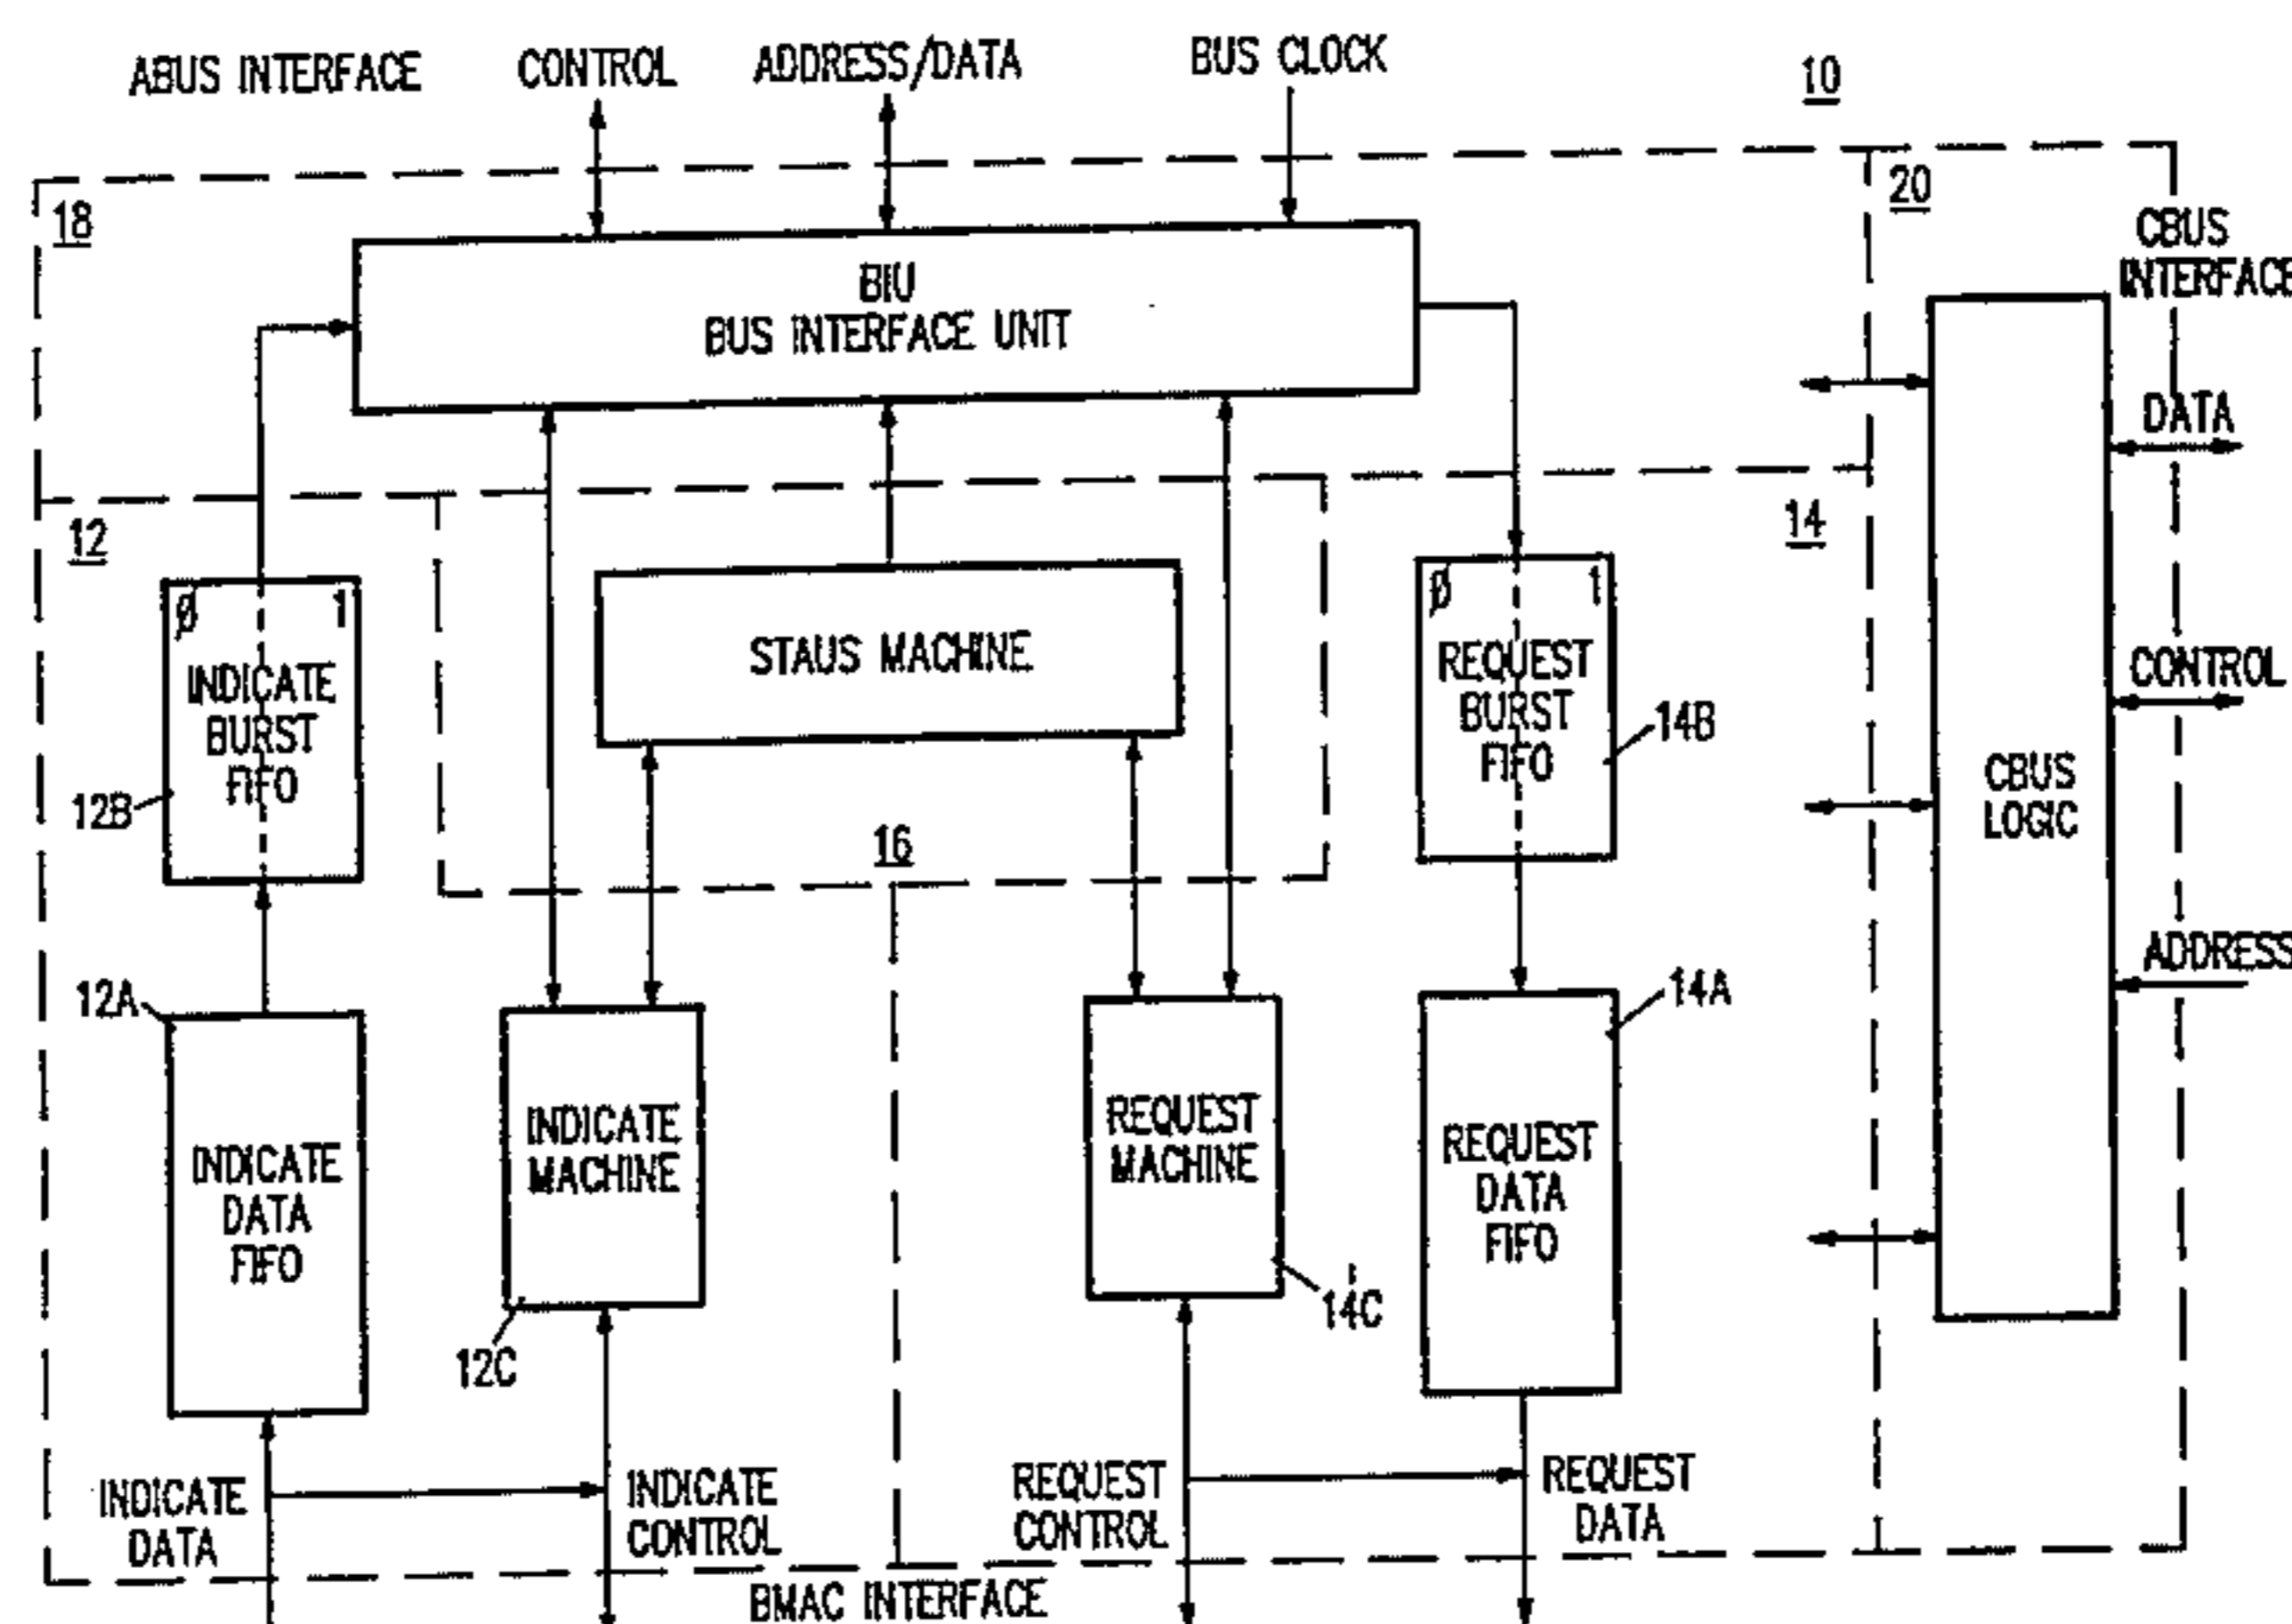 ABUS INTERFACE
CONTROL
ADDRESS/DATA
BUS CLOCK
10
18
20
CBUS
INTERFACE
BIU
BUS INTERFACE UNIT
DATA
12
14
Ø 1
INDICATE
BURST
FIFO
12B
STAUS MACHINE
Ø 1
REQUEST
BURST
FIFO
14B
CONTROL
CBUS
LOGIC
16
ADDRESS
12A
INDICATE
DATA
FIFO
INDICATE
MACHINE
12C
REQUEST
MACHINE
14C
REQUEST
DATA
FIFO
14A
INDICATE
DATA
INDICATE
CONTROL
REQUEST
CONTROL
REQUEST
DATA
BMAC INTERFACE